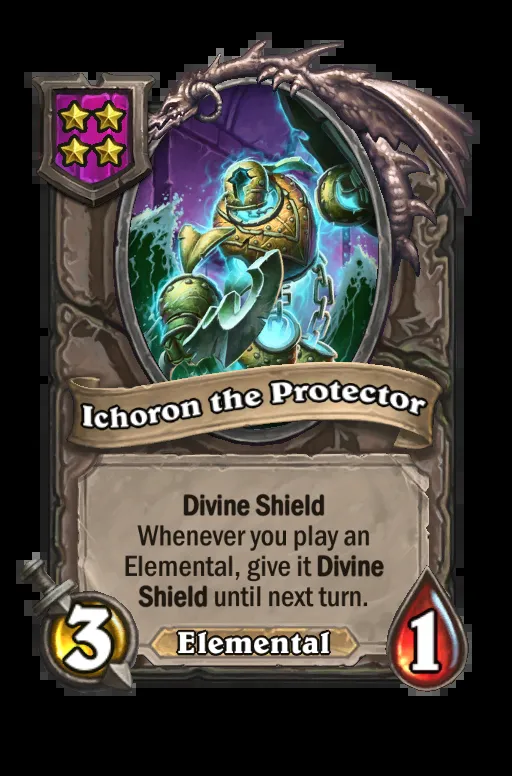 Ichoron the Protector
Divine Shield
Whenever you play an
Elemental, give it Divine
Shield until next turn.
3
Elemental
1